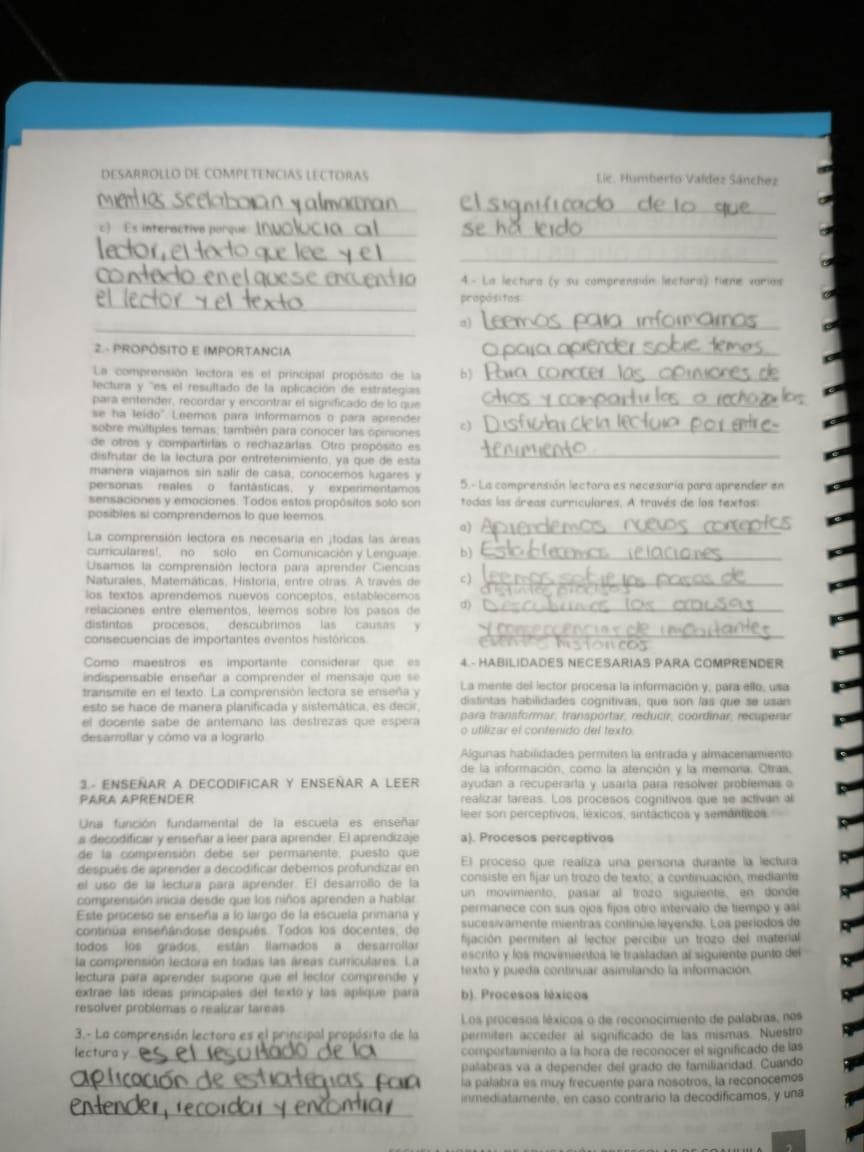 DESARROLLO DE COMPETENCIAS LECTORAS
Lic. Humberto Valdez Sánchez
mientras se elaboran y almacenan
c) Es interactivo porque: Involucra al
lector, el texto que lee y el
contexto en el que se encuentra
el lector y el texto
2.- PROPÓSITO E IMPORTANCIA
La comprensión lectora es el principal propósito de la
lectura y "es el resultado de la aplicación de estrategias
para entender, recordar y encontrar el significado de lo que
se ha leído". Leemos para informarnos o para aprender
sobre múltiples temas; también para conocer las opiniones
de otros y compartirlas o rechazarlas. Otro propósito es
disfrutar de la lectura por entretenimiento, ya que de esta
manera viajamos sin salir de casa, conocemos lugares y
personas reales o fantásticas, y experimentamos
sensaciones y emociones. Todos estos propósitos solo son
posibles si comprendemos lo que leemos.
La comprensión lectora es necesaria en ¡todas las áreas
curriculares!, no solo en Comunicación y Lenguaje.
Usamos la comprensión lectora para aprender Ciencias
Naturales, Matemáticas, Historia, entre otras. A través de
los textos aprendemos nuevos conceptos, establecemos
relaciones entre elementos, leemos sobre los pasos de
distintos procesos, descubrimos las causas y
consecuencias de importantes eventos históricos.
Como maestros es importante considerar que es
indispensable enseñar a comprender el mensaje que se
transmite en el texto. La comprensión lectora se enseña y
esto se hace de manera planificada y sistemática, es decir,
el docente sabe de antemano las destrezas que espera
desarrollar y cómo va a lograrlo.
3.- ENSEÑAR A DECODIFICAR Y ENSEÑAR A LEER
PARA APRENDER
Una función fundamental de la escuela es enseñar
a decodificar y enseñar a leer para aprender. El aprendizaje
de la comprensión debe ser permanente, puesto que
después de aprender a decodificar debemos profundizar en
el uso de la lectura para aprender. El desarrollo de la
comprensión inicia desde que los niños aprenden a hablar.
Este proceso se enseña a lo largo de la escuela primaria y
continúa enseñándose después. Todos los docentes, de
todos los grados, están llamados a desarrollar
la comprensión lectora en todas las áreas curriculares. La
lectura para aprender supone que el lector comprende y
extrae las ideas principales del texto y las aplique para
resolver problemas o realizar tareas.
3.- La comprensión lectora es el principal propósito de la
lectura y es el resultado de la
aplicación de estrategias para
entender, recordar y encontrar
el significado de lo que
se ha leido
4.- La lectura (y su comprensión lectora) tiene varios
propósitos:
a) Leemos para informarnos
o para aprender sobre temas
b) Para conocer las opiniones de
otros y compartirlas o rechazarlas
c) Disfrutar de la lectura por entre-
tenimiento.
5.- La comprensión lectora es necesaria para aprender en
todas las áreas curriculares. A través de los textos:
a) Aprendemos nuevos conceptos
b) Establecemos relaciones
c) leemos sobre los pasos de
distintos procesos
d) Descubrimos las causas
y consecuencias de importantes
eventos historicos
4.- HABILIDADES NECESARIAS PARA COMPRENDER
La mente del lector procesa la información y, para ello, usa
distintas habilidades cognitivas, que son las que se usan
para transformar, transportar, reducir, coordinar, recuperar
o utilizar el contenido del texto.
Algunas habilidades permiten la entrada y almacenamiento
de la información, como la atención y la memoria. Otras,
ayudan a recuperarla y usarla para resolver problemas o
realizar tareas. Los procesos cognitivos que se activan al
leer son perceptivos, léxicos, sintácticos y semánticos.
a). Procesos perceptivos
El proceso que realiza una persona durante la lectura
consiste en fijar un trozo de texto, a continuación, mediante
un movimiento, pasar al trozo siguiente, en donde
permanece con sus ojos fijos otro intervalo de tiempo y así
sucesivamente mientras continúe leyendo. Los períodos de
fijación permiten al lector percibir un trozo del material
escrito y los movimientos le trasladan al siguiente punto del
texto y pueda continuar asimilando la información.
b). Procesos léxicos
Los procesos léxicos o de reconocimiento de palabras, nos
permiten acceder al significado de las mismas. Nuestro
comportamiento a la hora de reconocer el significado de las
palabras va a depender del grado de familiaridad. Cuando
la palabra es muy frecuente para nosotros, la reconocemos
inmediatamente, en caso contrario la decodificamos, y una
ESCUELA NORMAL DE EDUCACIÓN PREESCOLAR DE COAHUILA 2